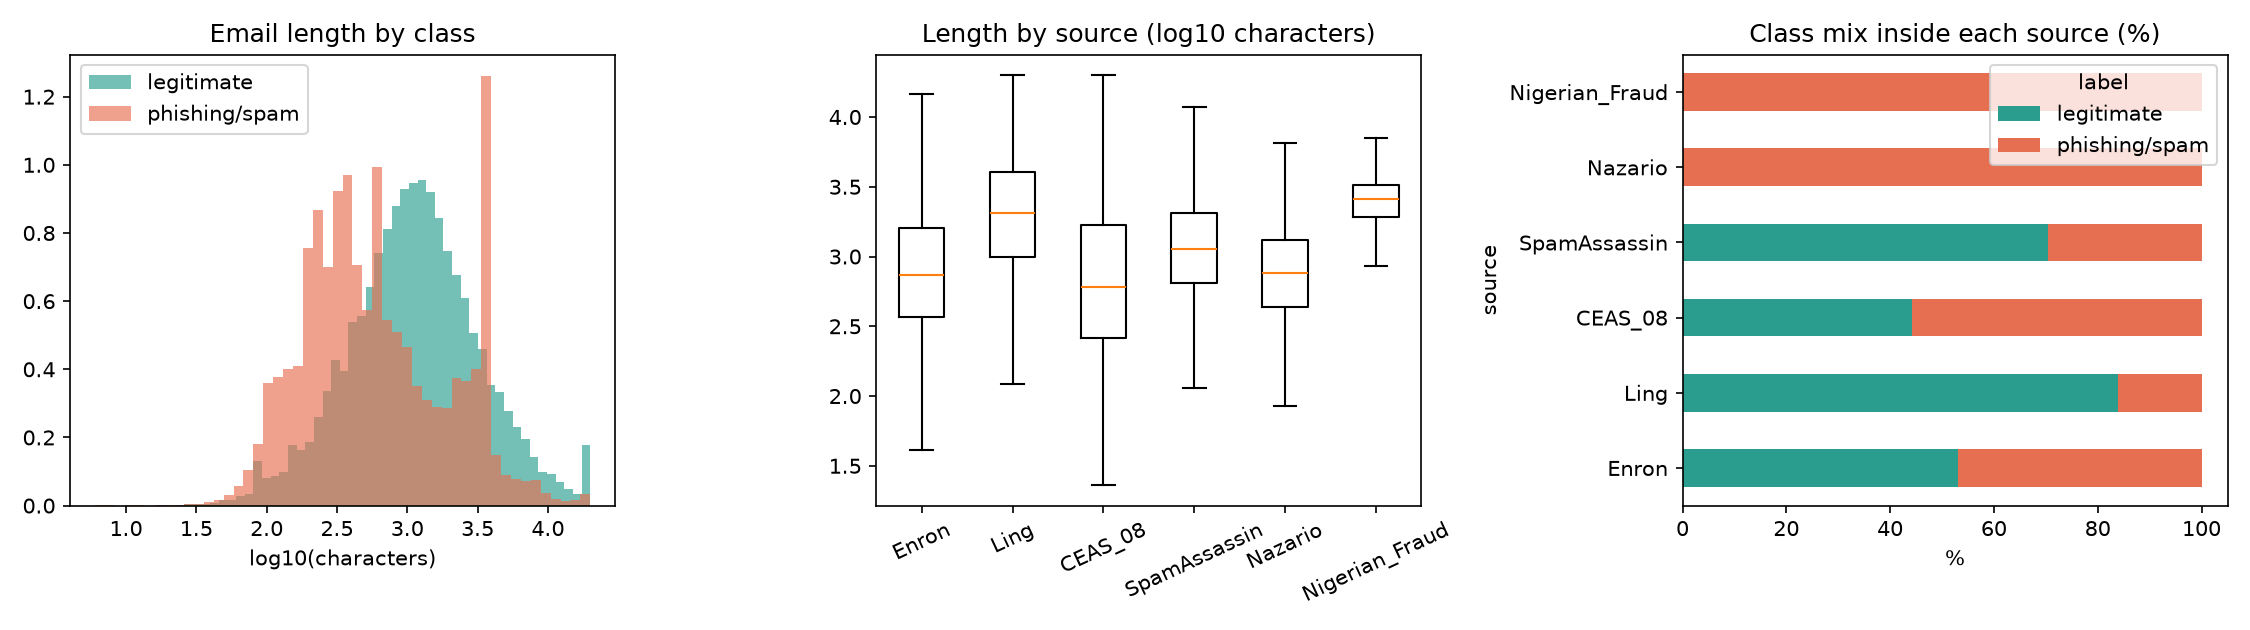 Email length by class
legitimate
phishing/spam
1.2
1.0
0.8
0.6
0.4
0.2
0.0
1.0 1.5 2.0 2.5 3.0 3.5 4.0
log10(characters)
Length by source (log10 characters)
4.0
3.5
3.0
2.5
2.0
1.5
Enron Ling CEAS_08 SpamAssassin Nazario Nigerian_Fraud
Class mix inside each source (%)
label
legitimate
phishing/spam
source
Nigerian_Fraud
Nazario
SpamAssassin
CEAS_08
Ling
Enron
0 20 40 60 80 100
%